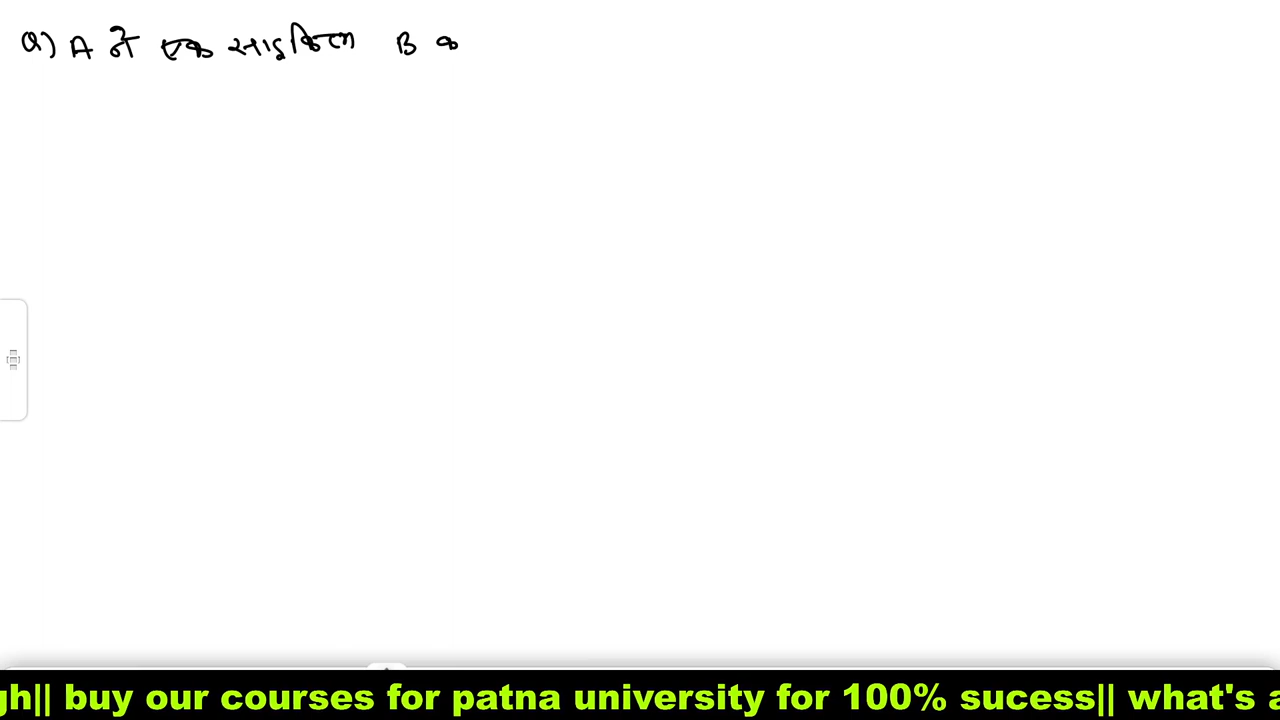 Q) A ने एक साइकिल B क
gh|| buy our courses for patna university for 100% sucess|| what's a